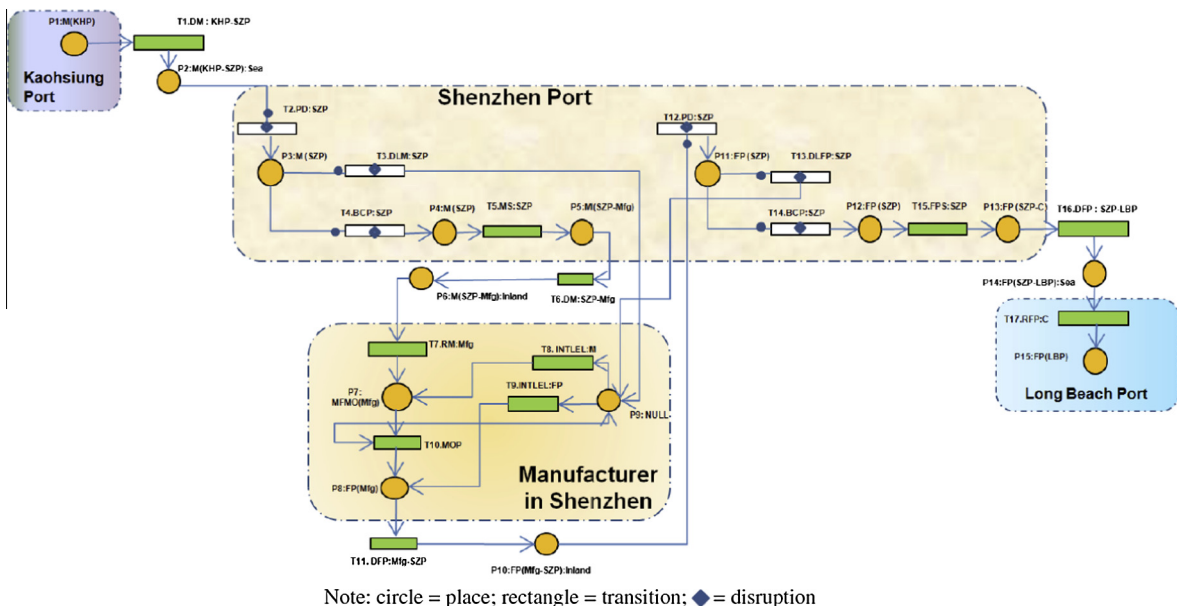 P1:M(KHP)
T1.DM : KHP-SZP
Kaohsiung
Port
P2:M(KHP-SZP):Sea
Shenzhen Port
T2.PD:SZP
T12.PD:SZP
P3:M (SZP)
T3.DLM:SZP
P11:FP(SZP)
T13.DLFP:SZP
T4.BCP:SZP
P4:M(SZP)
T5.MS:SZP
P5:M(SZP-Mfg)
T14.BCP:SZP
P12:FP(SZP)
T15.FPS:SZP
P13:FP(SZP-C)
T16.DFP : SZP-LBP
P6:M(SZP-Mfg):Inland
T6.DM:SZP-Mfg
P14:FP(SZP-LBP):Sea
T17.RFP:C
P15:FP(LBP)
Long Beach Port
T7.RM:Mfg
T8.INTLEL:M
P7:
MFMO(Mfg)
T9.INTLEL:FP
P9:NULL
T10.MOP
P8:FP(Mfg)
Manufacturer
in Shenzhen
T11.DFP:Mfg-SZP
P10:FP(Mfg-SZP):Inland
Note: circle = place; rectangle = transition; ◆ = disruption